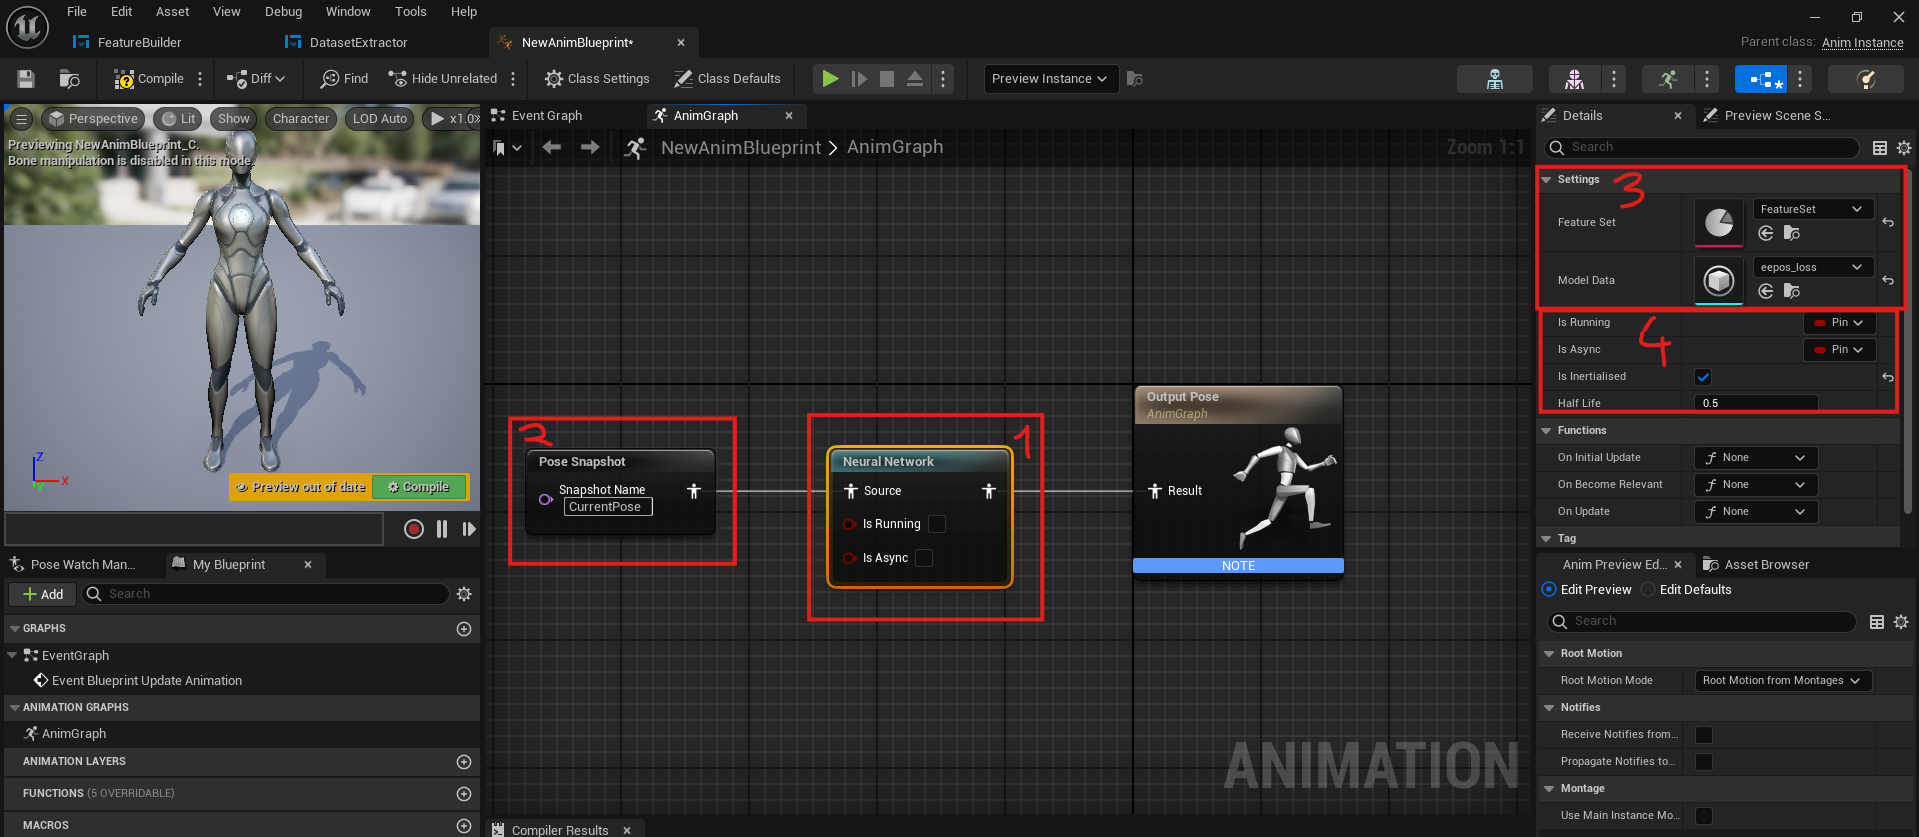 File Edit Asset View Debug Window Tools Help
FeatureBuilder DatasetExtractor NewAnimBlueprint* Parent class: Anim Instance
Compile Diff Find Hide Unrelated Class Settings Class Defaults Preview Instance
Perspective Lit Show Character LOD Auto x1.0
Previewing NewAnimBlueprint_C.
Bone manipulation is disabled in this mode.
Z
X
Y
Preview out of date Compile
Pose Watch Man... My Blueprint
Add Search
GRAPHS
EventGraph
Event Blueprint Update Animation
ANIMATION GRAPHS
AnimGraph
ANIMATION LAYERS
FUNCTIONS (5 OVERRIDABLE)
MACROS
Event Graph AnimGraph
NewAnimBlueprint > AnimGraph Zoom 1:1
2
Pose Snapshot
Snapshot Name
CurrentPose
1
Neural Network
Source
Is Running
Is Async
Output Pose
AnimGraph
Result
NOTE
ANIMATION
Compiler Results
Details Preview Scene S...
Search
Settings 3
Feature Set FeatureSet
Model Data eepos_loss
Is Running Pin
4
Is Async Pin
Is Inertialised
Half Life 0.5
Functions
On Initial Update None
On Become Relevant None
On Update None
Tag
Anim Preview Ed... Asset Browser
Edit Preview Edit Defaults
Search
Root Motion
Root Motion Mode Root Motion from Montages
Notifies
Receive Notifies from...
Propagate Notifies to...
Montage
Use Main Instance Mo...